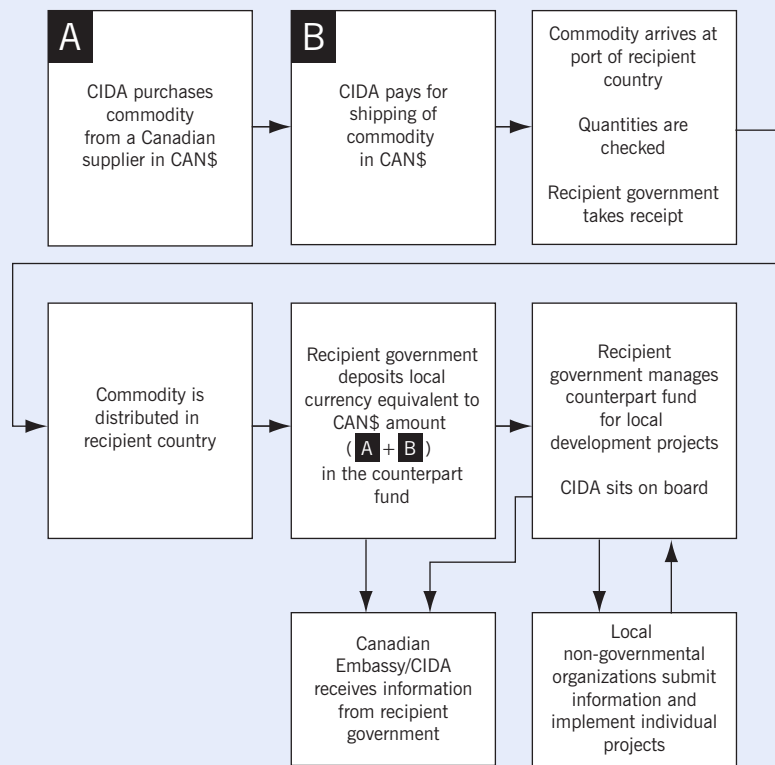 A
CIDA purchases
commodity
from a Canadian
supplier in CAN$
B
CIDA pays for
shipping of
commodity
in CAN$
Commodity arrives at
port of recipient
country
Quantities are
checked
Recipient government
takes receipt
Commodity is
distributed in
recipient country
Recipient government
deposits local
currency equivalent to
CAN$ amount
( A + B )
in the counterpart
fund
Recipient
government manages
counterpart fund
for local
development projects
CIDA sits on board
Canadian
Embassy/CIDA
receives information
from recipient
government
Local
non-governmental
organizations submit
information and
implement individual
projects